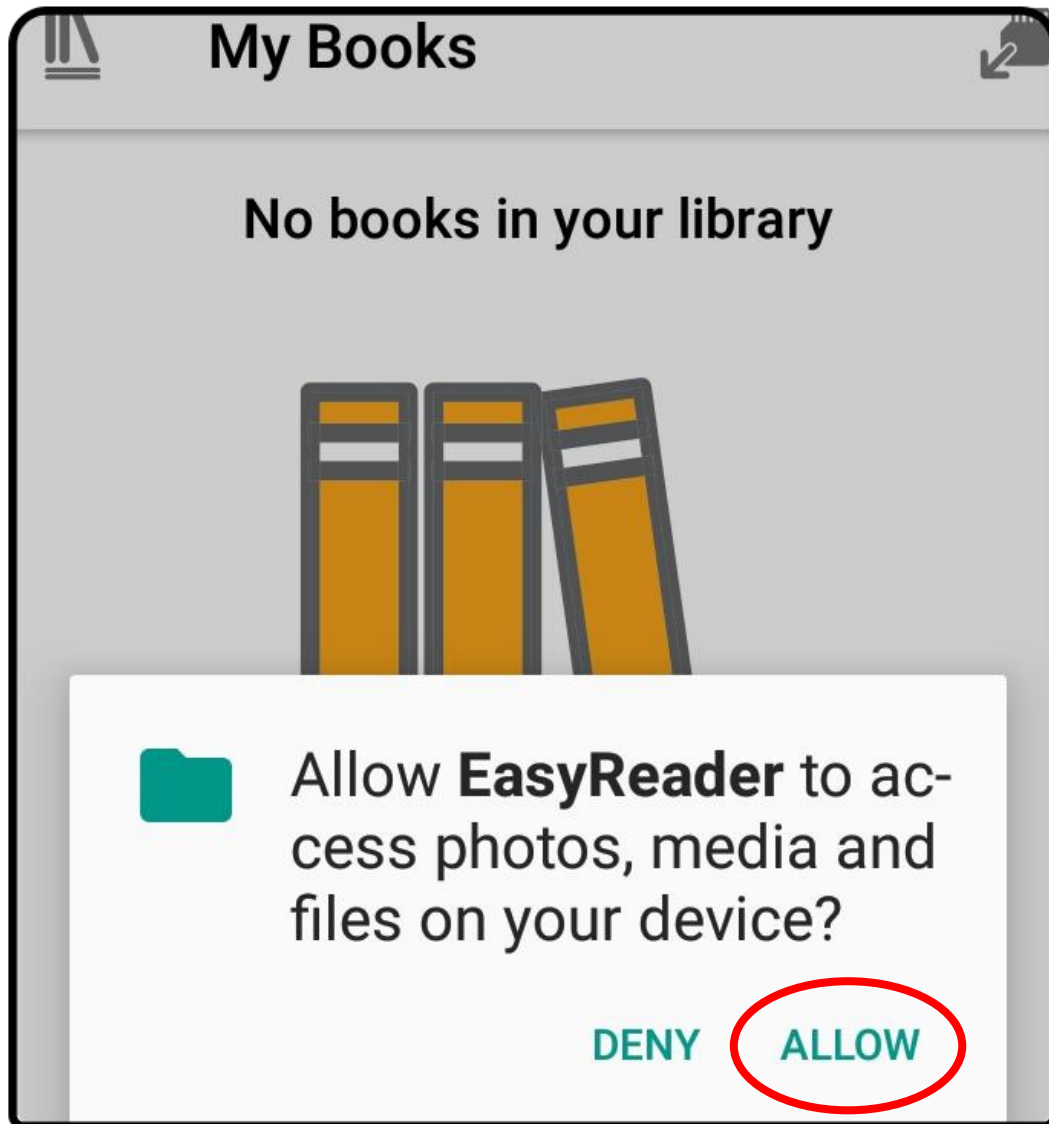 My Books
No books in your library
Allow EasyReader to ac-
cess photos, media and
files on your device?
DENY ALLOW